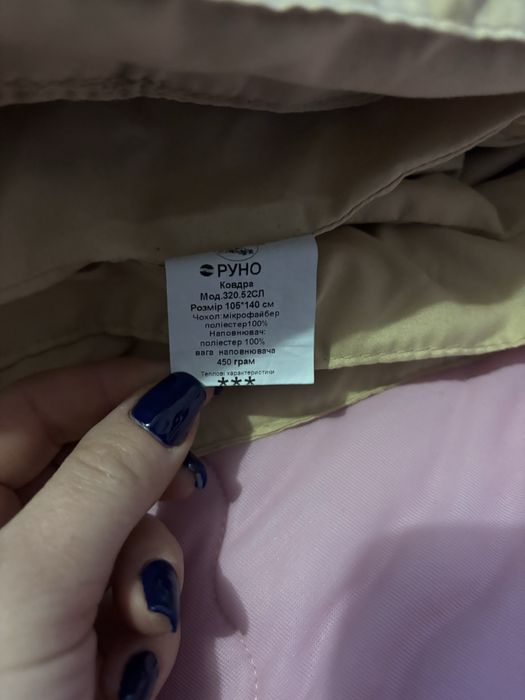 РУНО
Ковдра
Мод.320.52СЛ
Розмір 105*140 см
Чохол:мікрофайбер
поліестер100%
Наповнювач:
поліестер 100%
вага наповнювача
450 грам
Теплові характеристики
***